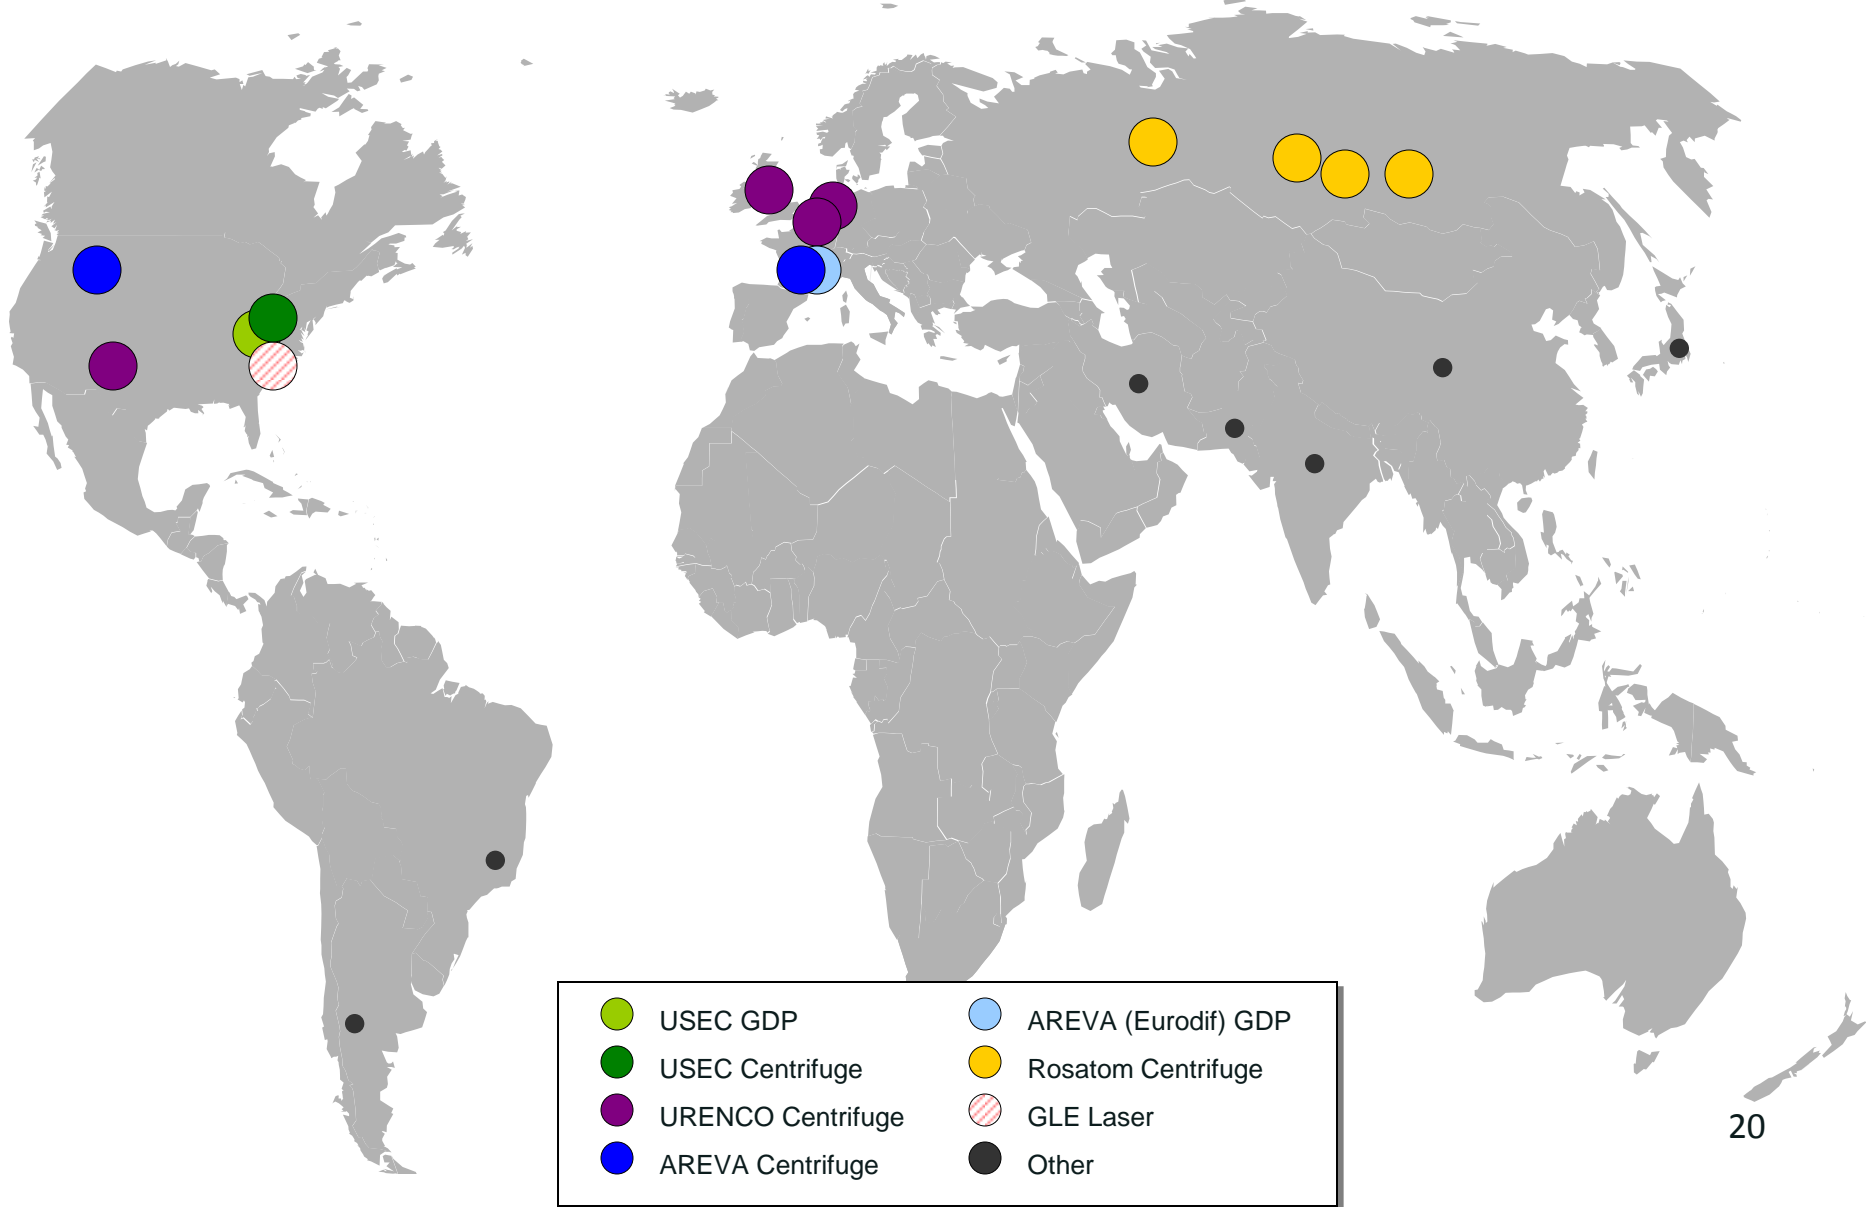 USEC GDP
USEC Centrifuge
URENCO Centrifuge
AREVA Centrifuge
AREVA (Eurodif) GDP
Rosatom Centrifuge
GLE Laser
Other
20